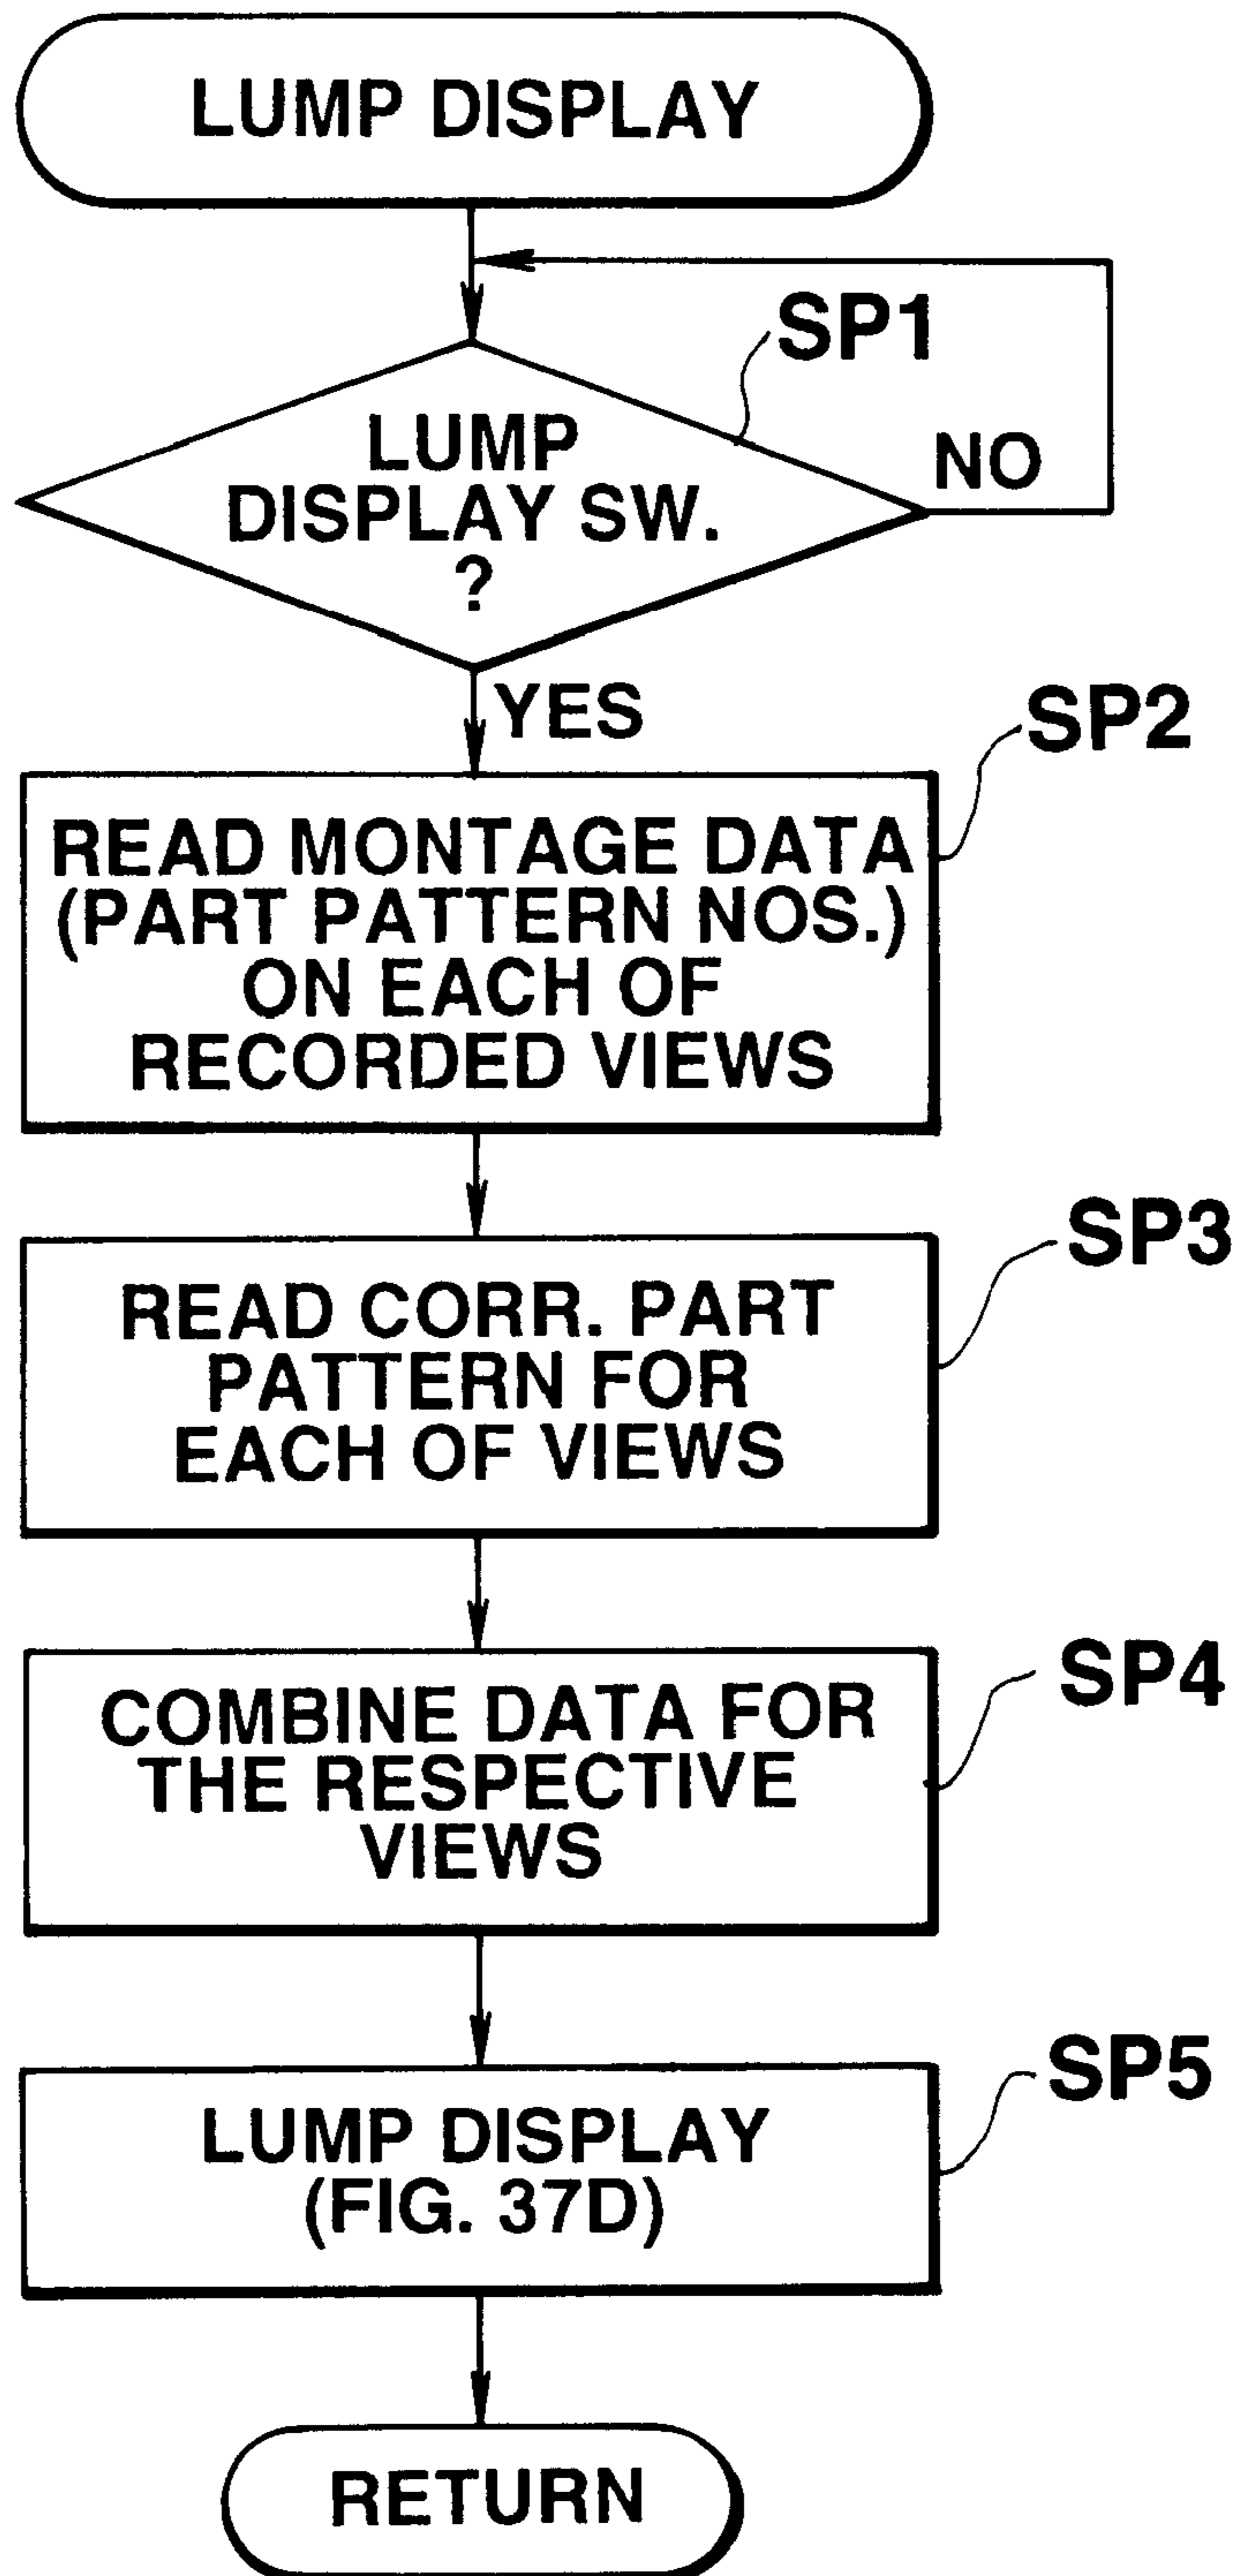 LUMP DISPLAY
SP1
LUMP
DISPLAY SW.
?
NO
YES
SP2
READ MONTAGE DATA
(PART PATTERN NOS.)
ON EACH OF
RECORDED VIEWS
SP3
READ CORR. PART
PATTERN FOR
EACH OF VIEWS
SP4
COMBINE DATA FOR
THE RESPECTIVE
VIEWS
SP5
LUMP DISPLAY
(FIG. 37D)
RETURN